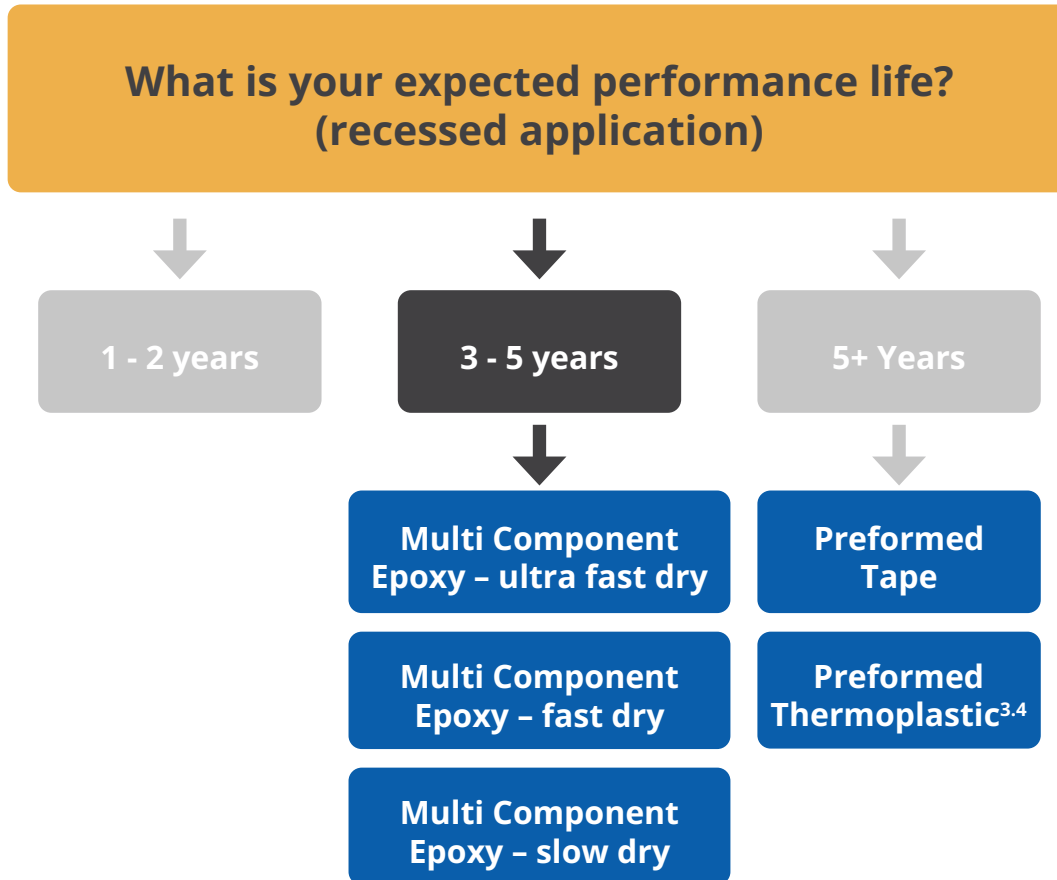 What is your expected performance life?
(recessed application)
1 - 2 years
3 - 5 years
5+ Years
Multi Component
Epoxy – ultra fast dry
Preformed
Tape
Multi Component
Epoxy – fast dry
Preformed
Thermoplastic³·⁴
Multi Component
Epoxy – slow dry